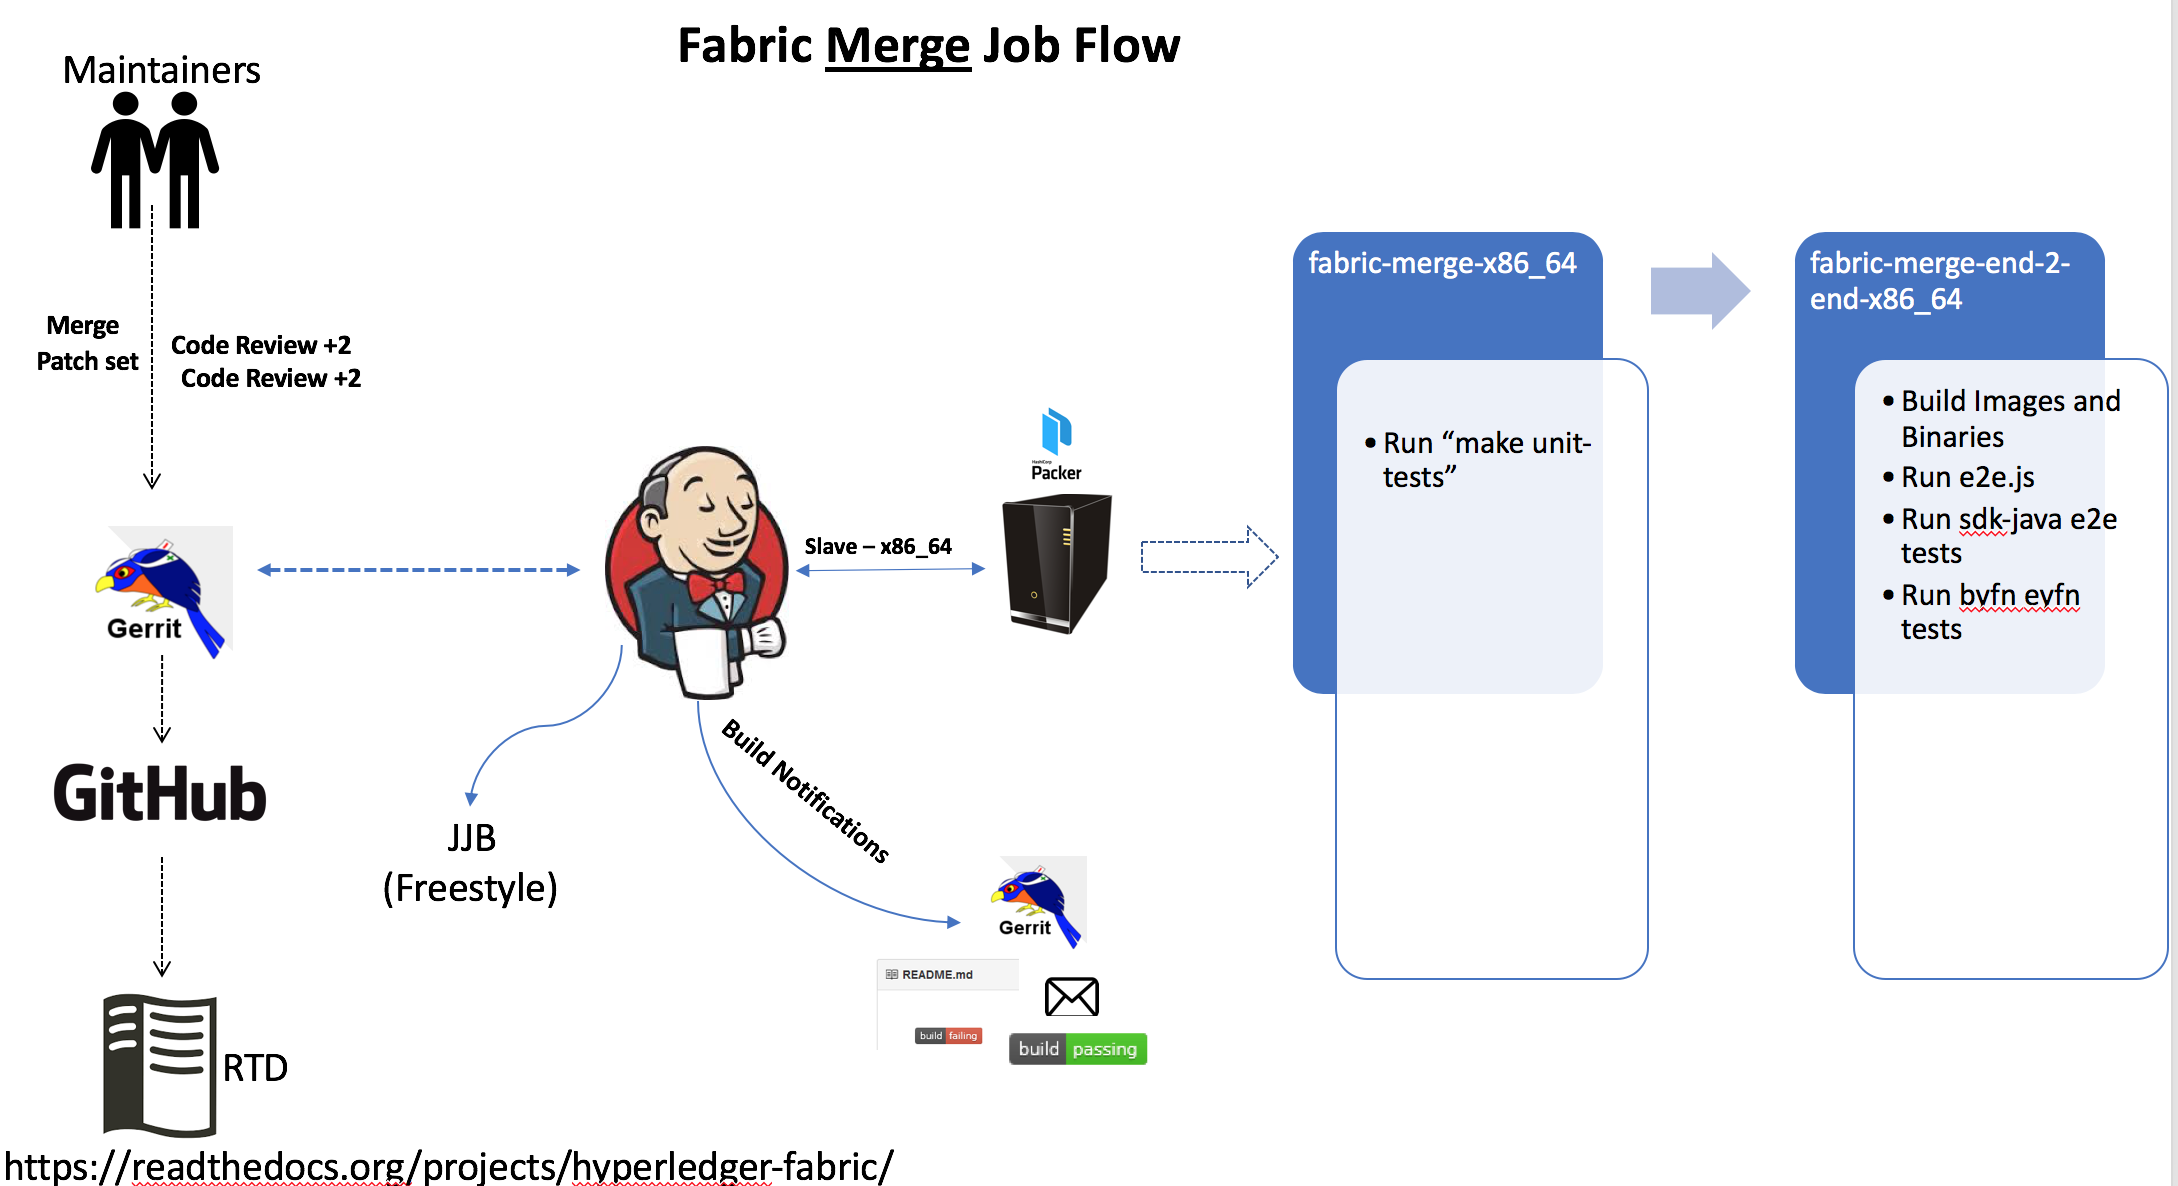 Fabric Merge Job Flow
Maintainers
Merge
Patch set
Code Review +2
Code Review +2
Gerrit
GitHub
RTD
https://readthedocs.org/projects/hyperledger-fabric/
JJB
(Freestyle)
Build Notifications
Slave – x86_64
HashiCorp
Packer
Gerrit
README.md
build failing
build passing
fabric-merge-x86_64
• Run “make unit-
tests”
fabric-merge-end-2-
end-x86_64
• Build Images and
Binaries
• Run e2e.js
• Run sdk-java e2e
tests
• Run byfn eyfn
tests